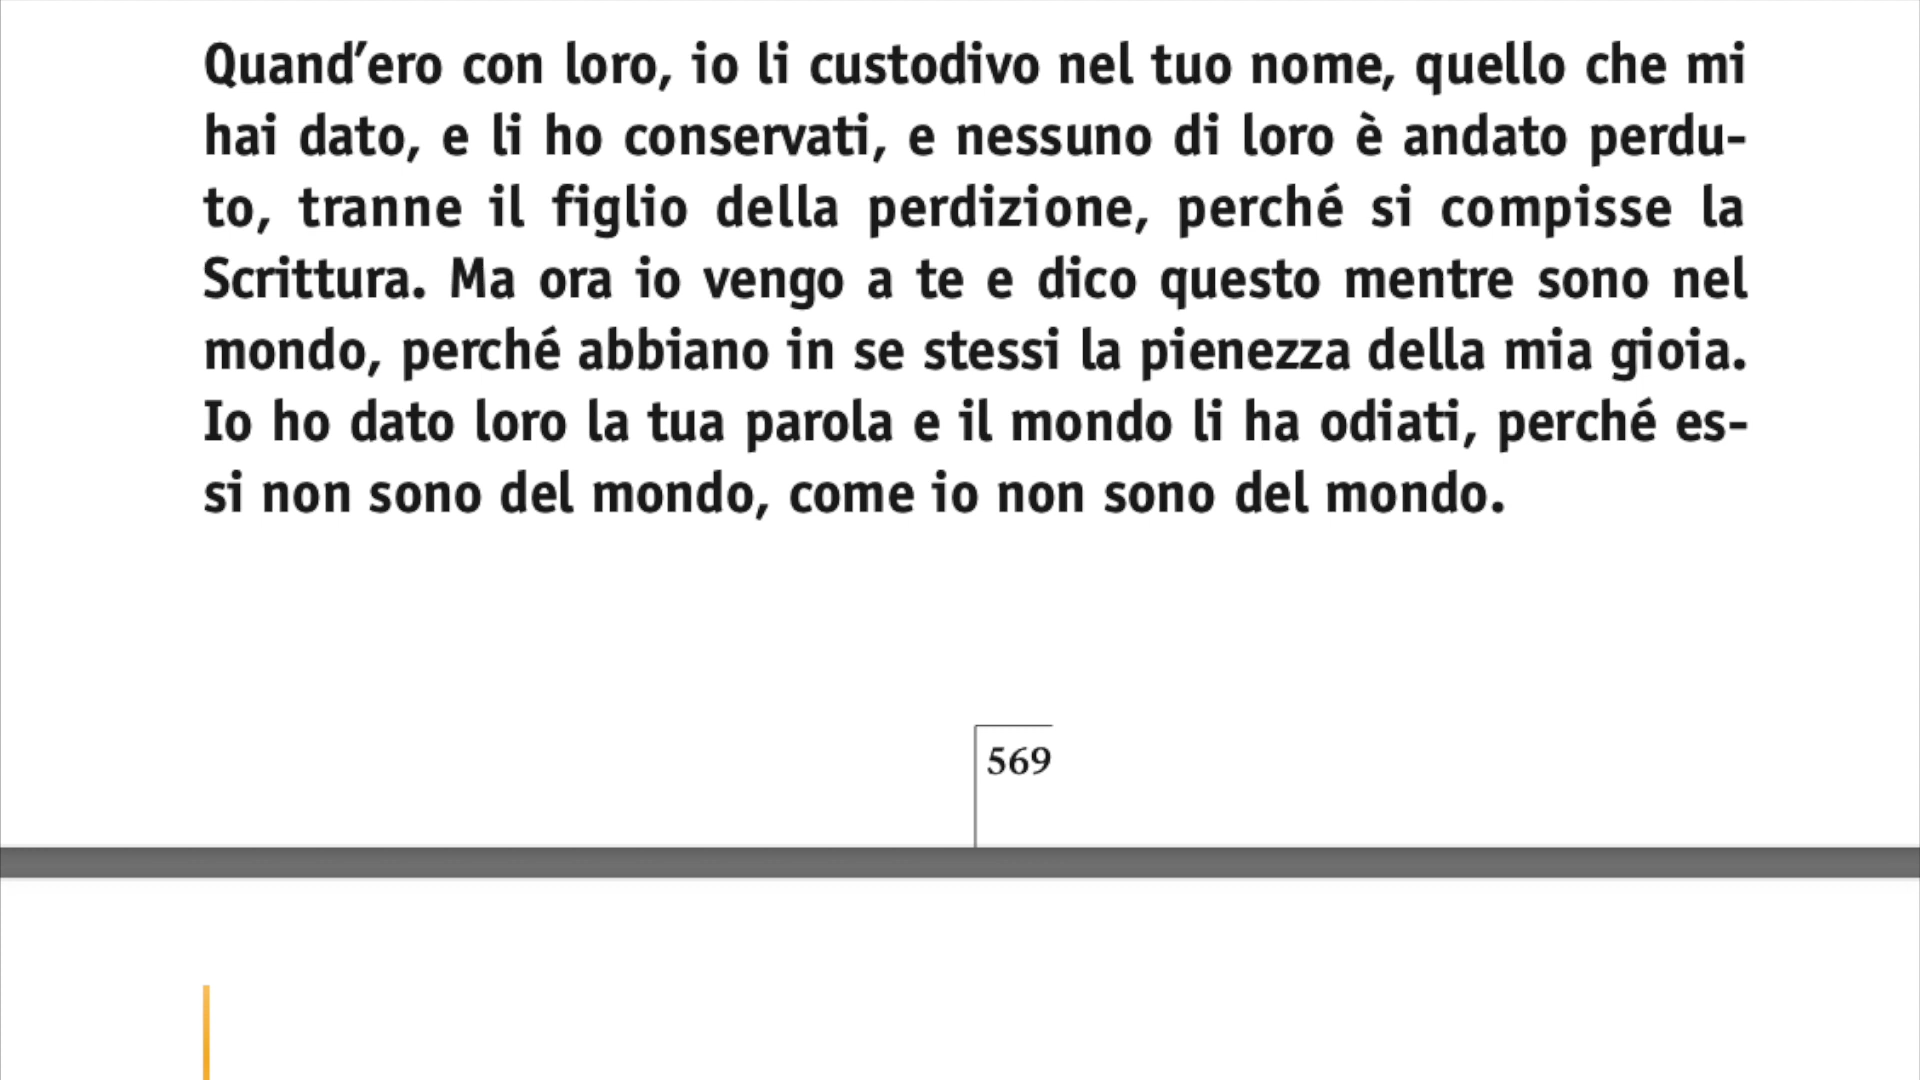 Quand’ero con loro, io li custodivo nel tuo nome, quello che mi
hai dato, e li ho conservati, e nessuno di loro è andato perdu-
to, tranne il figlio della perdizione, perché si compisse la
Scrittura. Ma ora io vengo a te e dico questo mentre sono nel
mondo, perché abbiano in se stessi la pienezza della mia gioia.
Io ho dato loro la tua parola e il mondo li ha odiati, perché es-
si non sono del mondo, come io non sono del mondo.
569